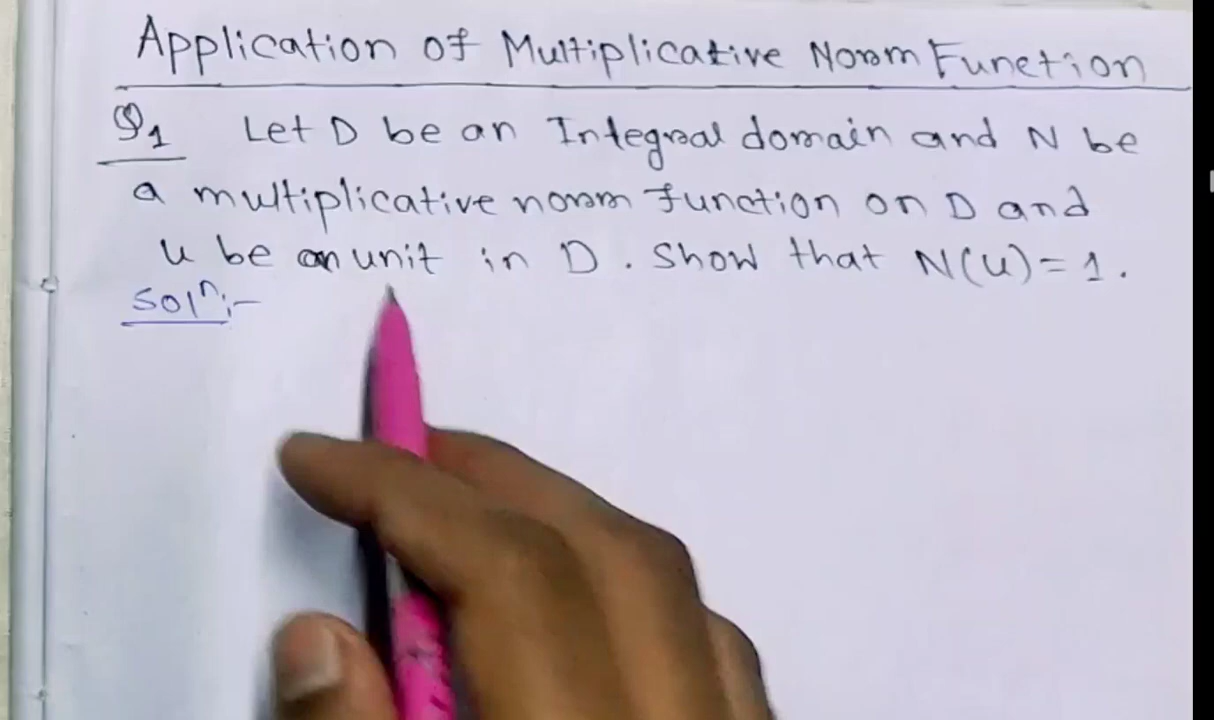 Application of Multiplicative Norm Function
Q1 Let D be an Integral domain and N be
a multiplicative norm function on D and
u be an unit in D. Show that N(u)=1.
Solⁿ:-